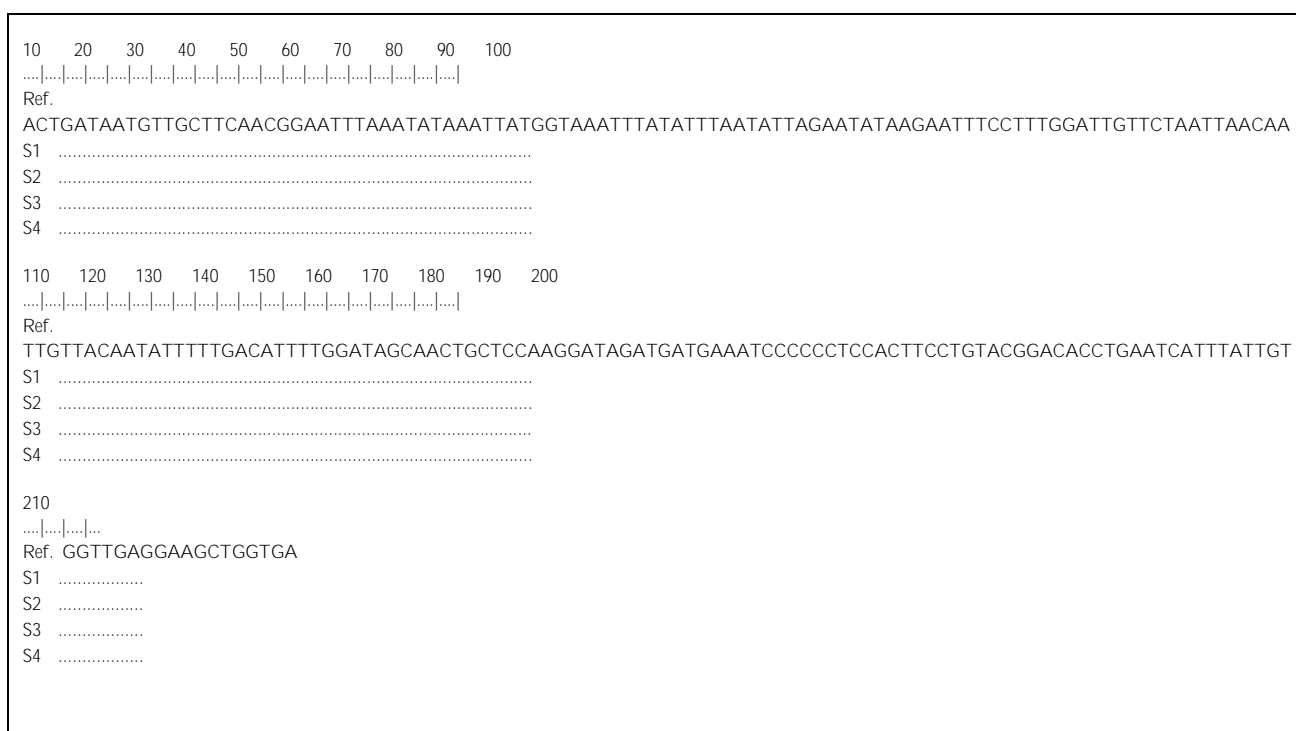 10 20 30 40 50 60 70 80 90 100
....|....|....|....|....|....|....|....|....|....|....|....|....|....|....|....|....|....|....|....|
Ref.
ACTGATAATGTTGCTTCAACGGAATTTAAATATAAATTATGGTAAATTTATATTTAATATTAGAATATAAGAATTTCCTTTGGATTGTTCTAATTAACAA
S1 ....................................................................................................
S2 ....................................................................................................
S3 ....................................................................................................
S4 ....................................................................................................
110 120 130 140 150 160 170 180 190 200
....|....|....|....|....|....|....|....|....|....|....|....|....|....|....|....|....|....|....|....|
Ref.
TTGTTACAATATTTTTGACATTTTGGATAGCAACTGCTCCAAGGATAGATGATGAAATCCCCCCTCCACTTCCTGTACGGACACCTGAATCATTTATTGT
S1 ....................................................................................................
S2 ....................................................................................................
S3 ....................................................................................................
S4 ....................................................................................................
210
....|....|....|...
Ref. GGTTGAGGAAGCTGGTGA
S1 ..................
S2 ..................
S3 ..................
S4 ..................